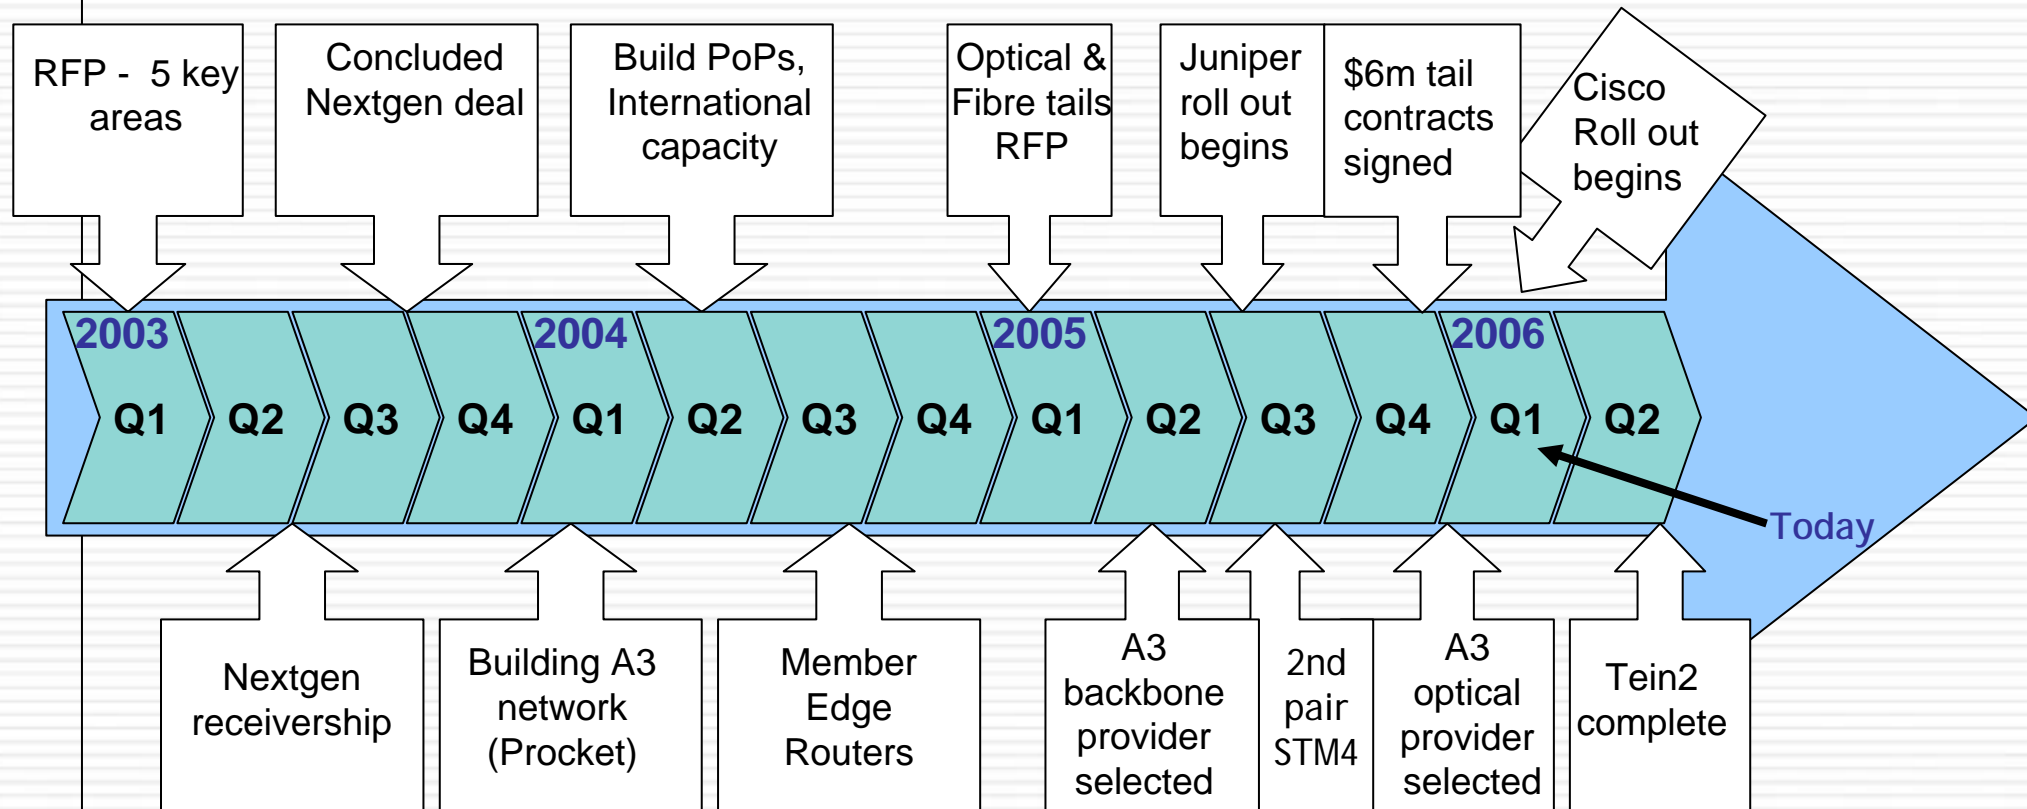 RFP - 5 key
areas
Concluded
Nextgen deal
Build PoPs,
International
capacity
Optical &
Fibre tails
RFP
Juniper
roll out
begins
$6m tail
contracts
signed
Cisco
Roll out
begins
2003
2004
2005
2006
Q1
Q2
Q3
Q4
Q1
Q2
Q3
Q4
Q1
Q2
Q3
Q4
Q1
Q2
Today
Nextgen
receivership
Building A3
network
(Procket)
Member
Edge
Routers
A3
backbone
provider
selected
2nd
pair
STM4
A3
optical
provider
selected
Tein2
complete